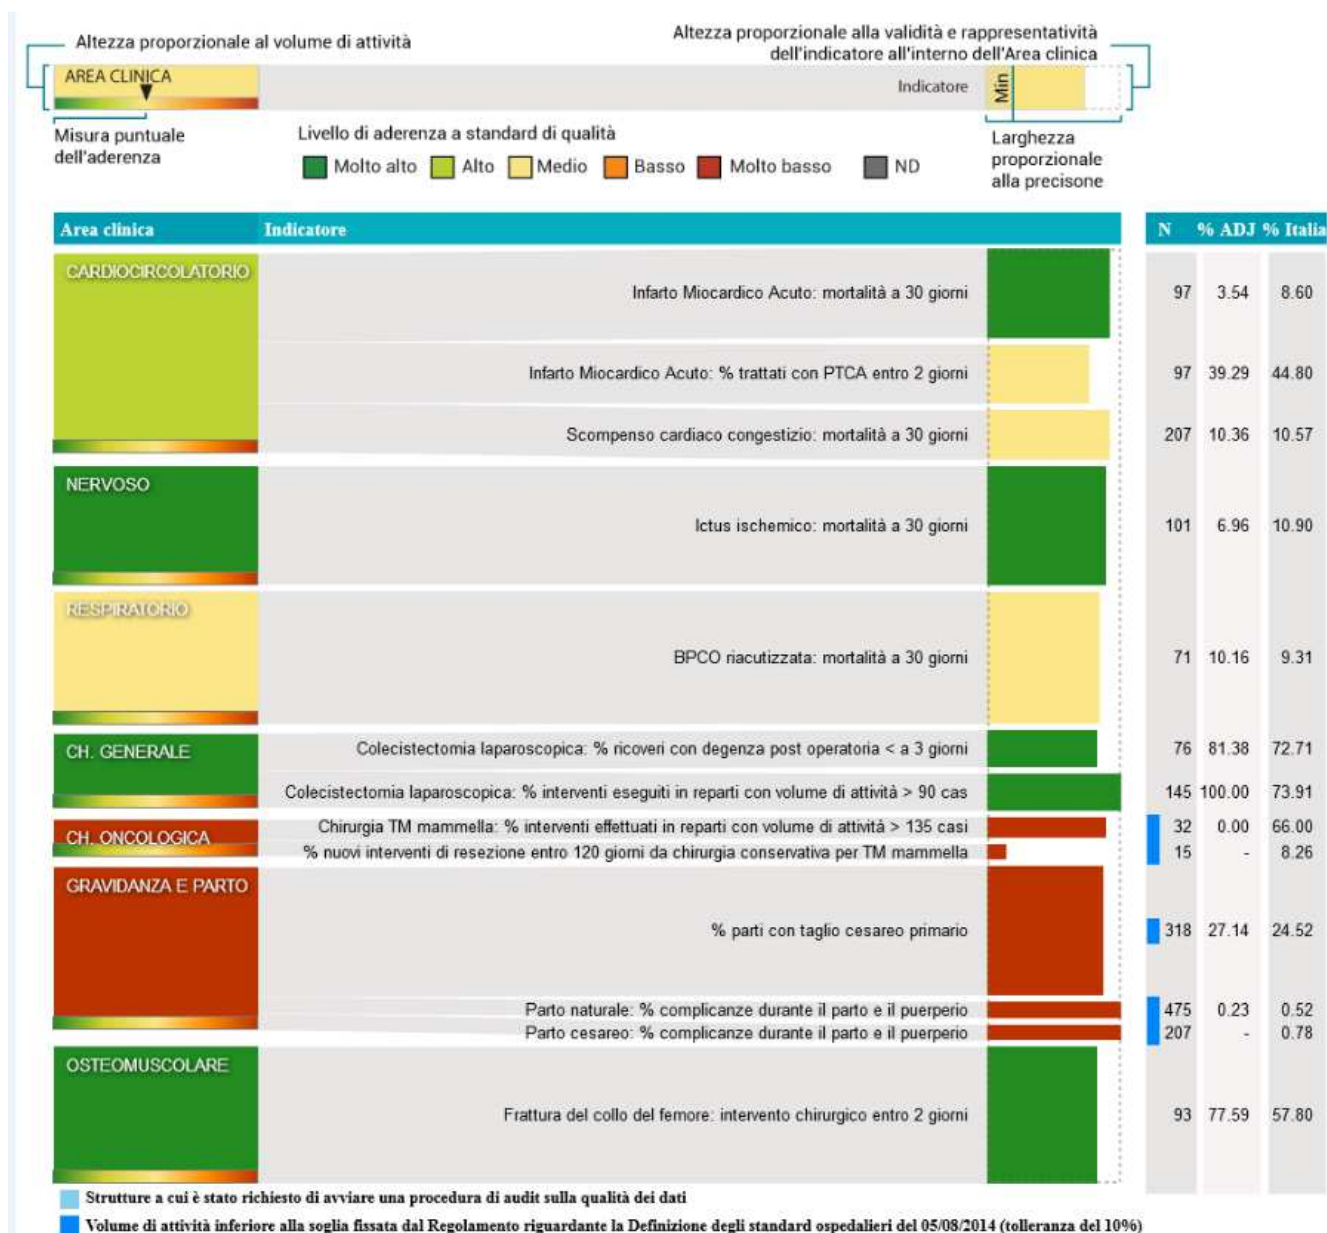 Altezza proporzionale al volume di attività
Altezza proporzionale alla validità e rappresentatività
dell'indicatore all'interno dell'Area clinica
AREA CLINICA
Indicatore
Min
Misura puntuale
dell'aderenza
Livello di aderenza a standard di qualità
Molto alto Alto Medio Basso Molto basso ND
Larghezza
proporzionale
alla precisone
Area clinica Indicatore N % ADJ % Italia
CARDIOCIRCOLATORIO
Infarto Miocardico Acuto: mortalità a 30 giorni 97 3.54 8.60
Infarto Miocardico Acuto: % trattati con PTCA entro 2 giorni 97 39.29 44.80
Scompenso cardiaco congestizio: mortalità a 30 giorni 207 10.36 10.57
NERVOSO
Ictus ischemico: mortalità a 30 giorni 101 6.96 10.90
RESPIRATORIO
BPCO riacutizzata: mortalità a 30 giorni 71 10.16 9.31
CH. GENERALE
Colecistectomia laparoscopica: % ricoveri con degenza post operatoria < a 3 giorni 76 81.38 72.71
Colecistectomia laparoscopica: % interventi eseguiti in reparti con volume di attività > 90 cas 145 100.00 73.91
CH. ONCOLOGICA
Chirurgia TM mammella: % interventi effettuati in reparti con volume di attività > 135 casi 32 0.00 66.00
% nuovi interventi di resezione entro 120 giorni da chirurgia conservativa per TM mammella 15 - 8.26
GRAVIDANZA E PARTO
% parti con taglio cesareo primario 318 27.14 24.52
Parto naturale: % complicanze durante il parto e il puerperio 475 0.23 0.52
Parto cesareo: % complicanze durante il parto e il puerperio 207 - 0.78
OSTEOMUSCOLARE
Frattura del collo del femore: intervento chirurgico entro 2 giorni 93 77.59 57.80
Strutture a cui è stato richiesto di avviare una procedura di audit sulla qualità dei dati
Volume di attività inferiore alla soglia fissata dal Regolamento riguardante la Definizione degli standard ospedalieri del 05/08/2014 (tolleranza del 10%)